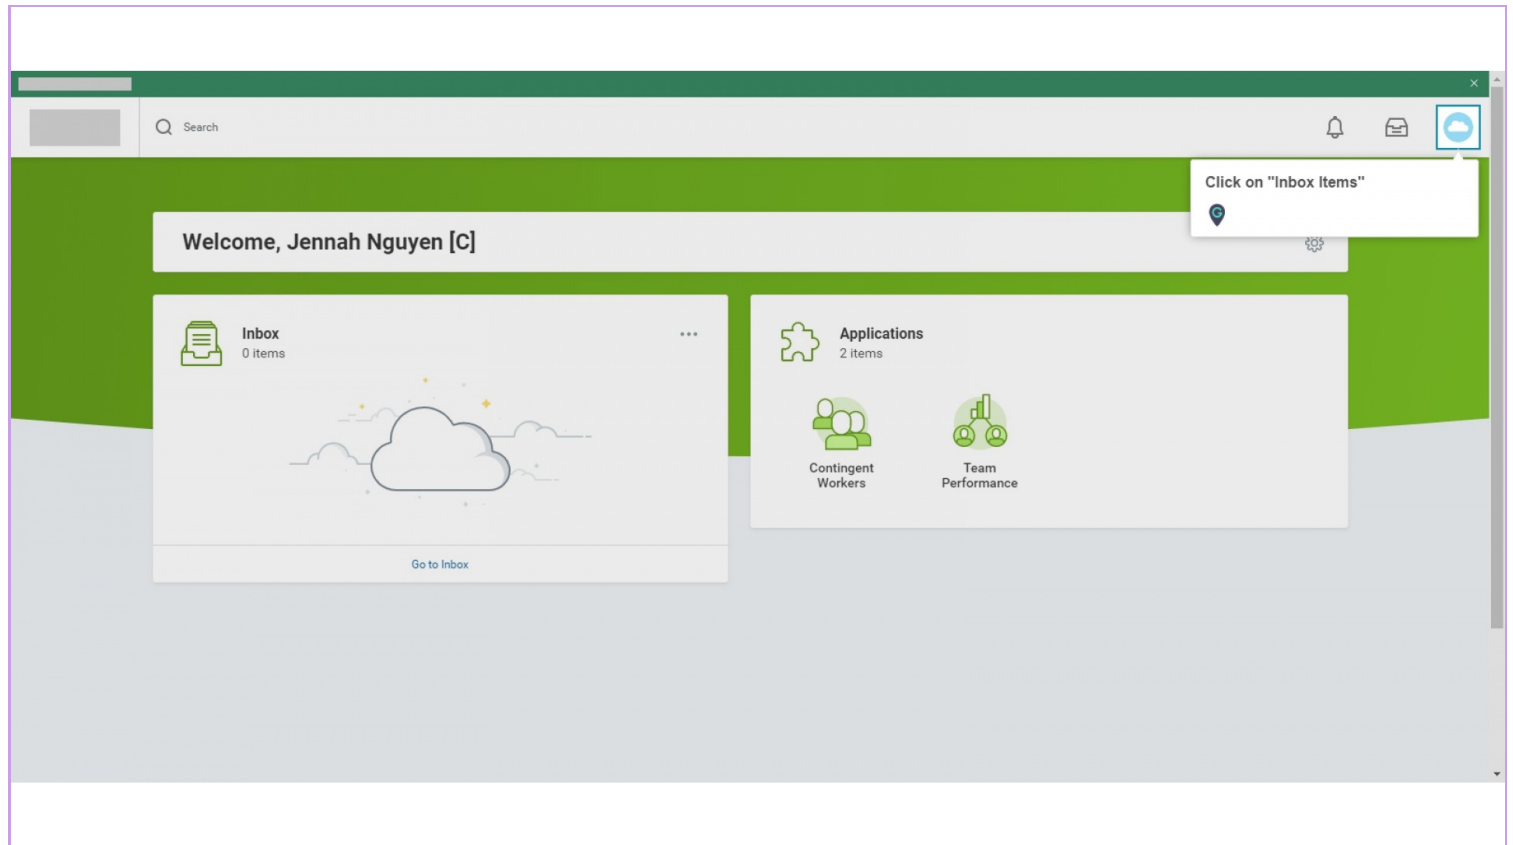 ×
Search
Click on "Inbox Items"
G
Welcome, Jennah Nguyen [C]
Inbox
0 items
Applications
2 items
Contingent
Workers
Team
Performance
Go to Inbox